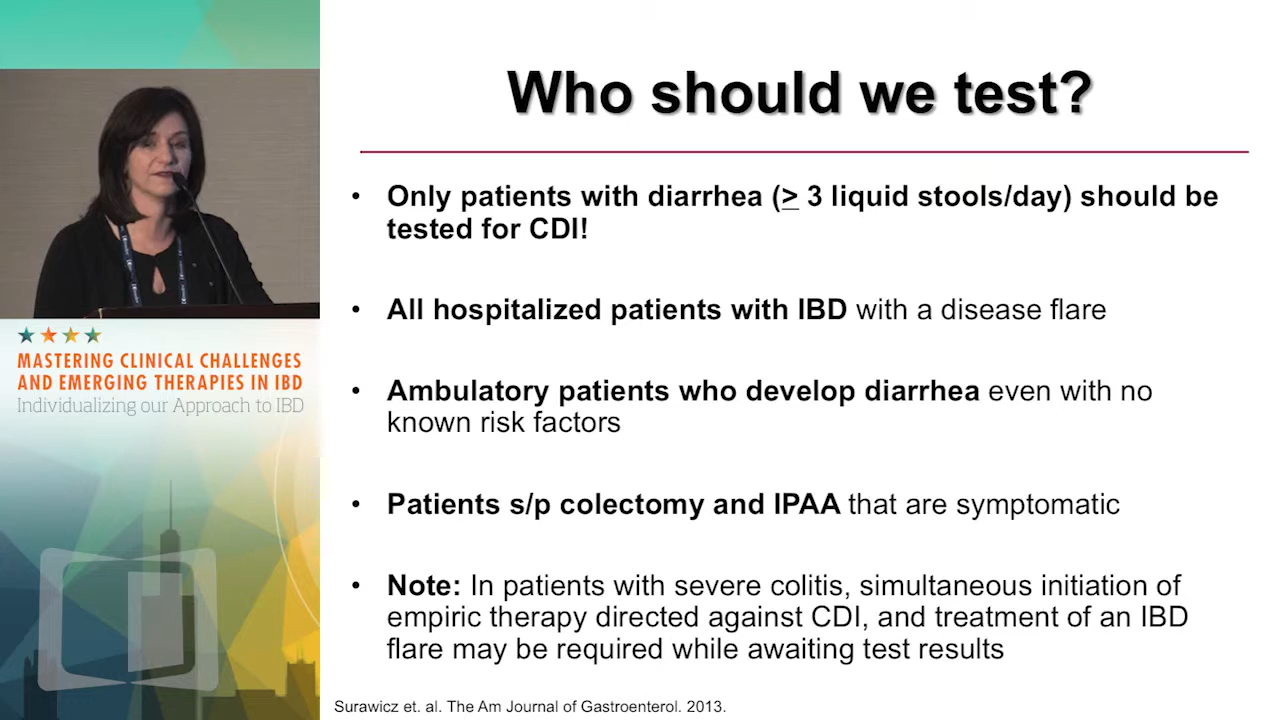 Who should we test?
• Only patients with diarrhea (≥ 3 liquid stools/day) should be
tested for CDI!
• All hospitalized patients with IBD with a disease flare
• Ambulatory patients who develop diarrhea even with no
known risk factors
• Patients s/p colectomy and IPAA that are symptomatic
• Note: In patients with severe colitis, simultaneous initiation of
empiric therapy directed against CDI, and treatment of an IBD
flare may be required while awaiting test results
Surawicz et. al. The Am Journal of Gastroenterol. 2013.
MASTERING CLINICAL CHALLENGES
AND EMERGING THERAPIES IN IBD
Individualizing our Approach to IBD